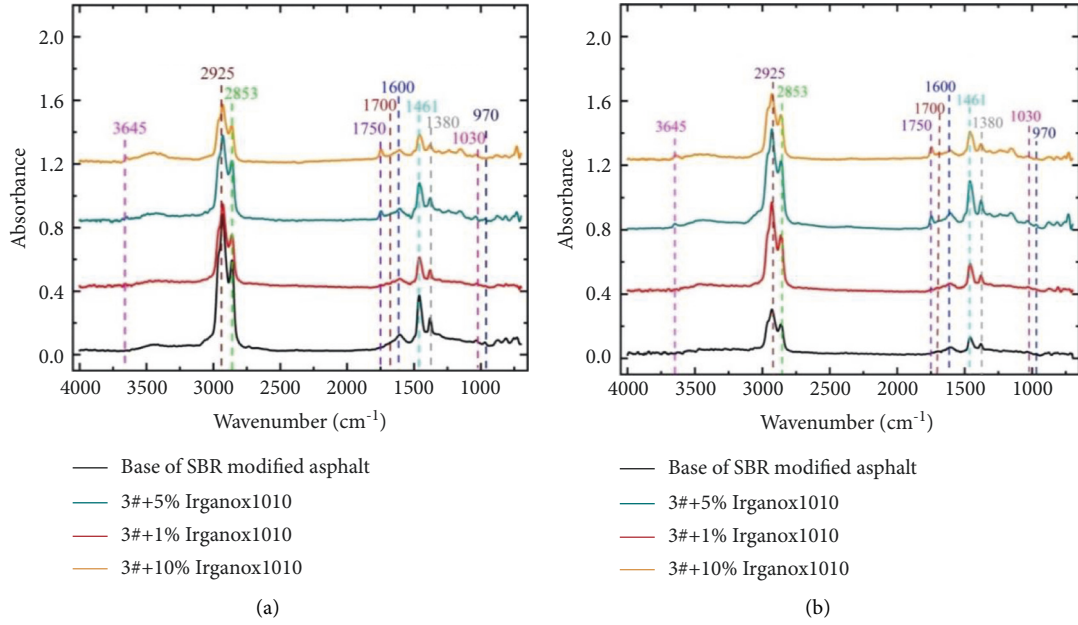 2.0
1.6
1.2
0.8
0.4
0.0
Absorbance
2925
2853
3645
1750
1700
1600
1461
1380
1030
970
4000 3500 3000 2500 2000 1500 1000
Wavenumber (cm-1)
Base of SBR modified asphalt
3#+5% Irganox1010
3#+1% Irganox1010
3#+10% Irganox1010
(a)
2.0
1.6
1.2
0.8
0.4
0.0
Absorbance
2925
2853
3645
1750
1700
1600
1461
1380
1030
970
4000 3500 3000 2500 2000 1500 1000
Wavenumber (cm-1)
Base of SBR modified asphalt
3#+5% Irganox1010
3#+1% Irganox1010
3#+10% Irganox1010
(b)